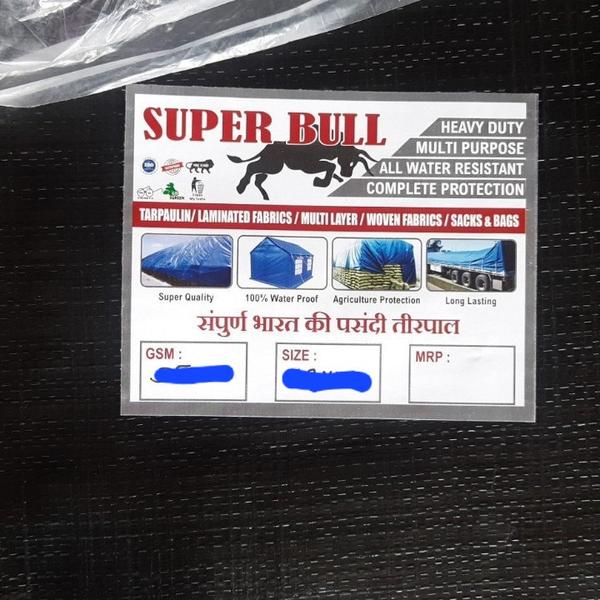 SUPER BULL
HEAVY DUTY
MULTI PURPOSE
ALL WATER RESISTANT
COMPLETE PROTECTION
ISO
TARPAULIN/ LAMINATED FABRICS / MULTI LAYER / WOVEN FABRICS / SACKS & BAGS
Super Quality
100% Water Proof
Agriculture Protection
Long Lasting
संपुर्ण भारत की पसंदी तीरपाल
GSM :
SIZE :
MRP :